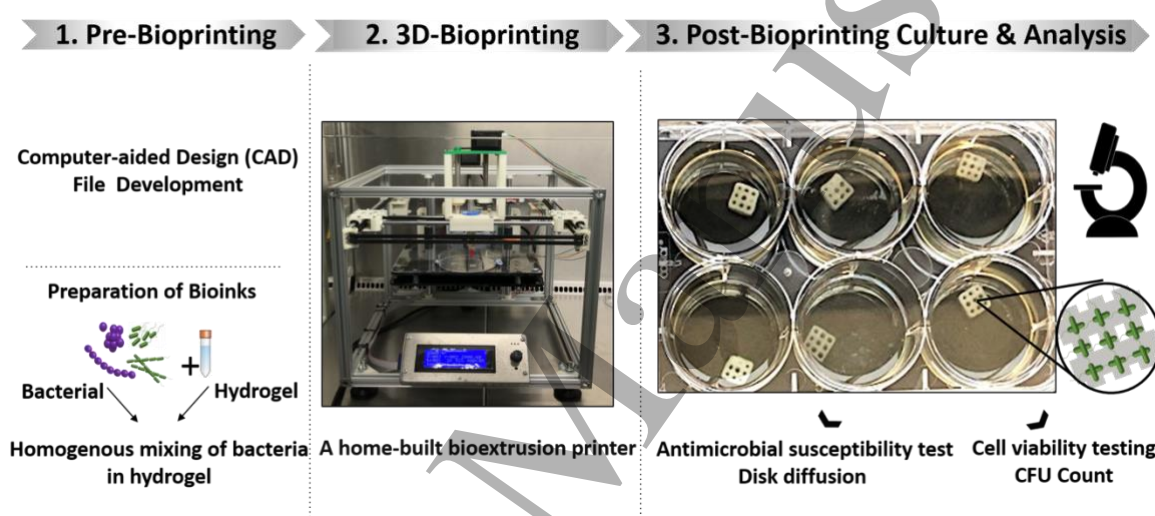 1. Pre-Bioprinting
2. 3D-Bioprinting
3. Post-Bioprinting Culture & Analysis
Computer-aided Design (CAD)
File Development
Preparation of Bioinks
+
Bacterial
Hydrogel
Homogenous mixing of bacteria
in hydrogel
A home-built bioextrusion printer
Antimicrobial susceptibility test
Disk diffusion
Cell viability testing
CFU Count